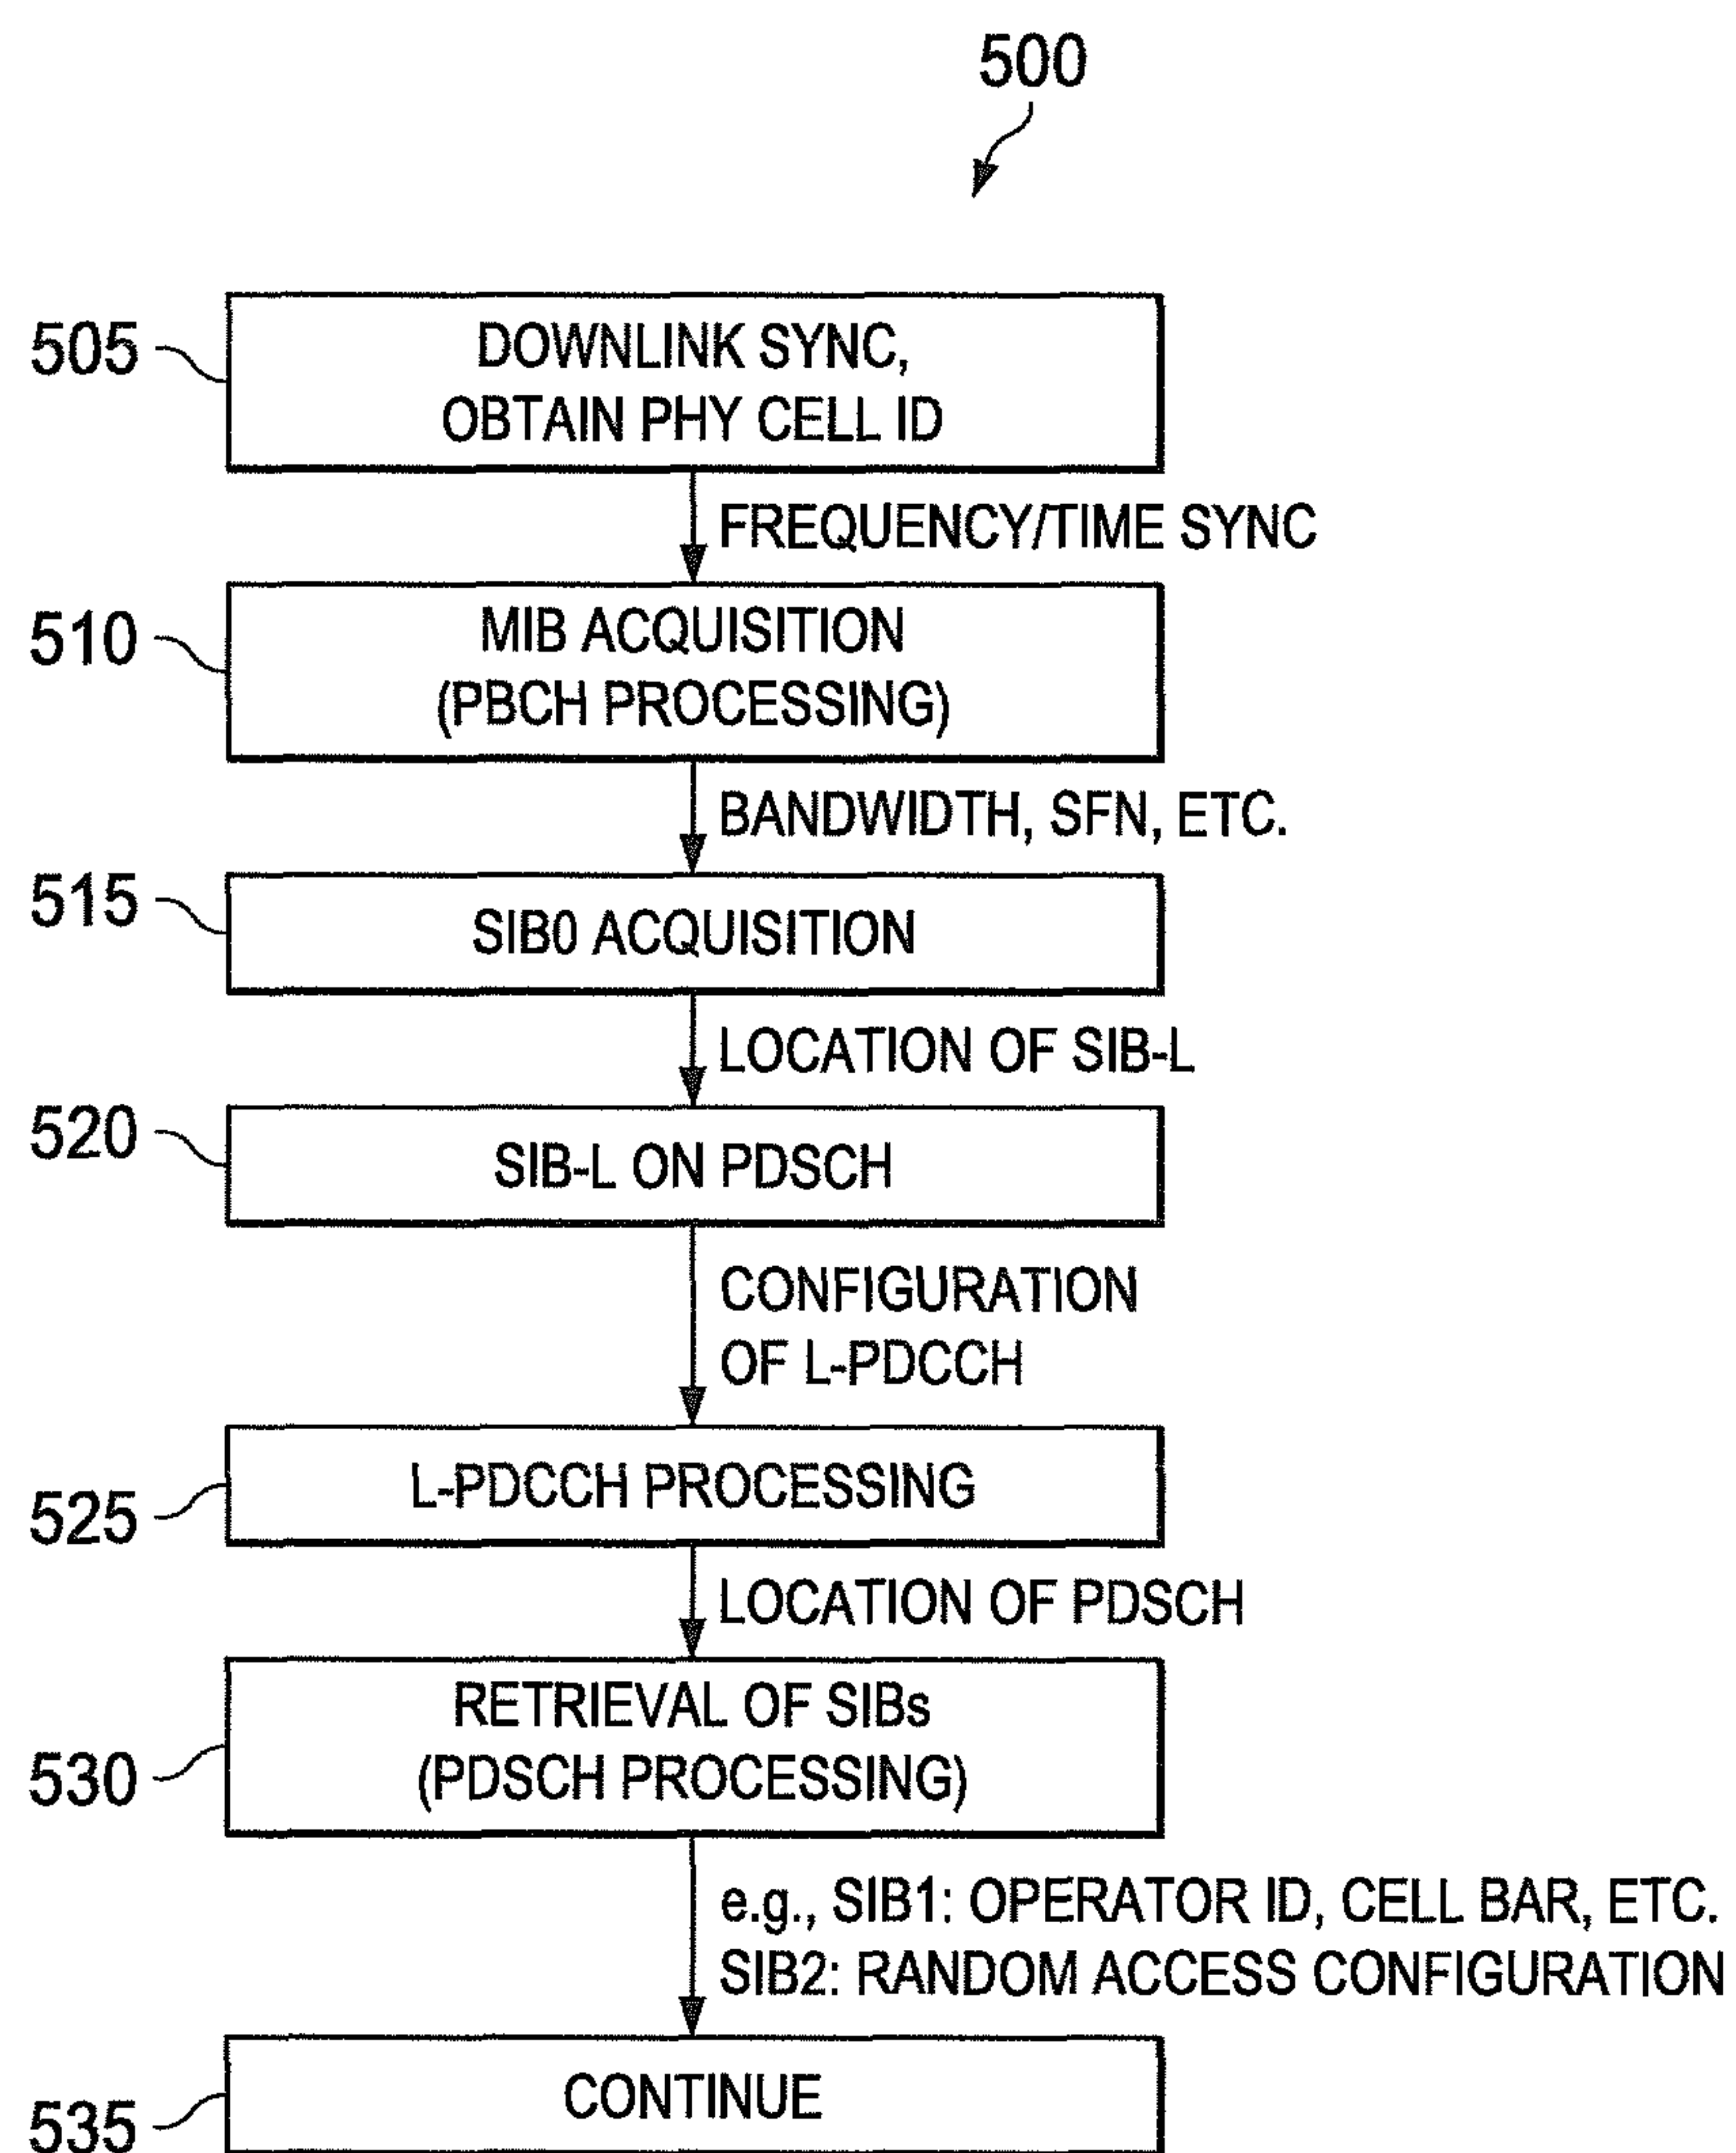 500
505
DOWNLINK SYNC,
OBTAIN PHY CELL ID
FREQUENCY/TIME SYNC
510
MIB ACQUISITION
(PBCH PROCESSING)
BANDWIDTH, SFN, ETC.
515
SIB0 ACQUISITION
LOCATION OF SIB-L
520
SIB-L ON PDSCH
CONFIGURATION
OF L-PDCCH
525
L-PDCCH PROCESSING
LOCATION OF PDSCH
530
RETRIEVAL OF SIBs
(PDSCH PROCESSING)
e.g., SIB1: OPERATOR ID, CELL BAR, ETC.
SIB2: RANDOM ACCESS CONFIGURATION
535
CONTINUE